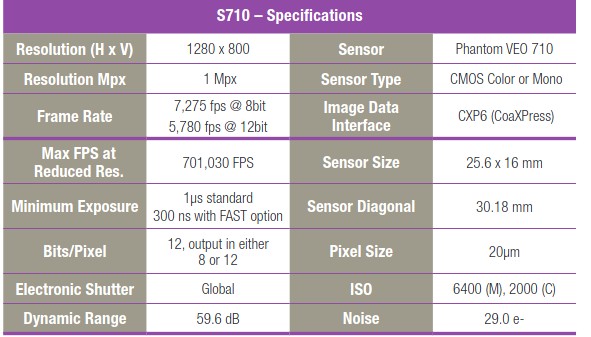 S710 – Specifications
Resolution (H x V) 1280 x 800 Sensor Phantom VEO 710
Resolution Mpx 1 Mpx Sensor Type CMOS Color or Mono
Frame Rate
7,275 fps @ 8bit
5,780 fps @ 12bit
Image Data
Interface
CXP6 (CoaXPress)
Max FPS at
Reduced Res.
701,030 FPS
Sensor Size
25.6 x 16 mm
Minimum Exposure
1µs standard
300 ns with FAST option
Sensor Diagonal
30.18 mm
Bits/Pixel
12, output in either
8 or 12
Pixel Size
20µm
Electronic Shutter Global ISO 6400 (M), 2000 (C)
Dynamic Range 59.6 dB Noise 29.0 e-